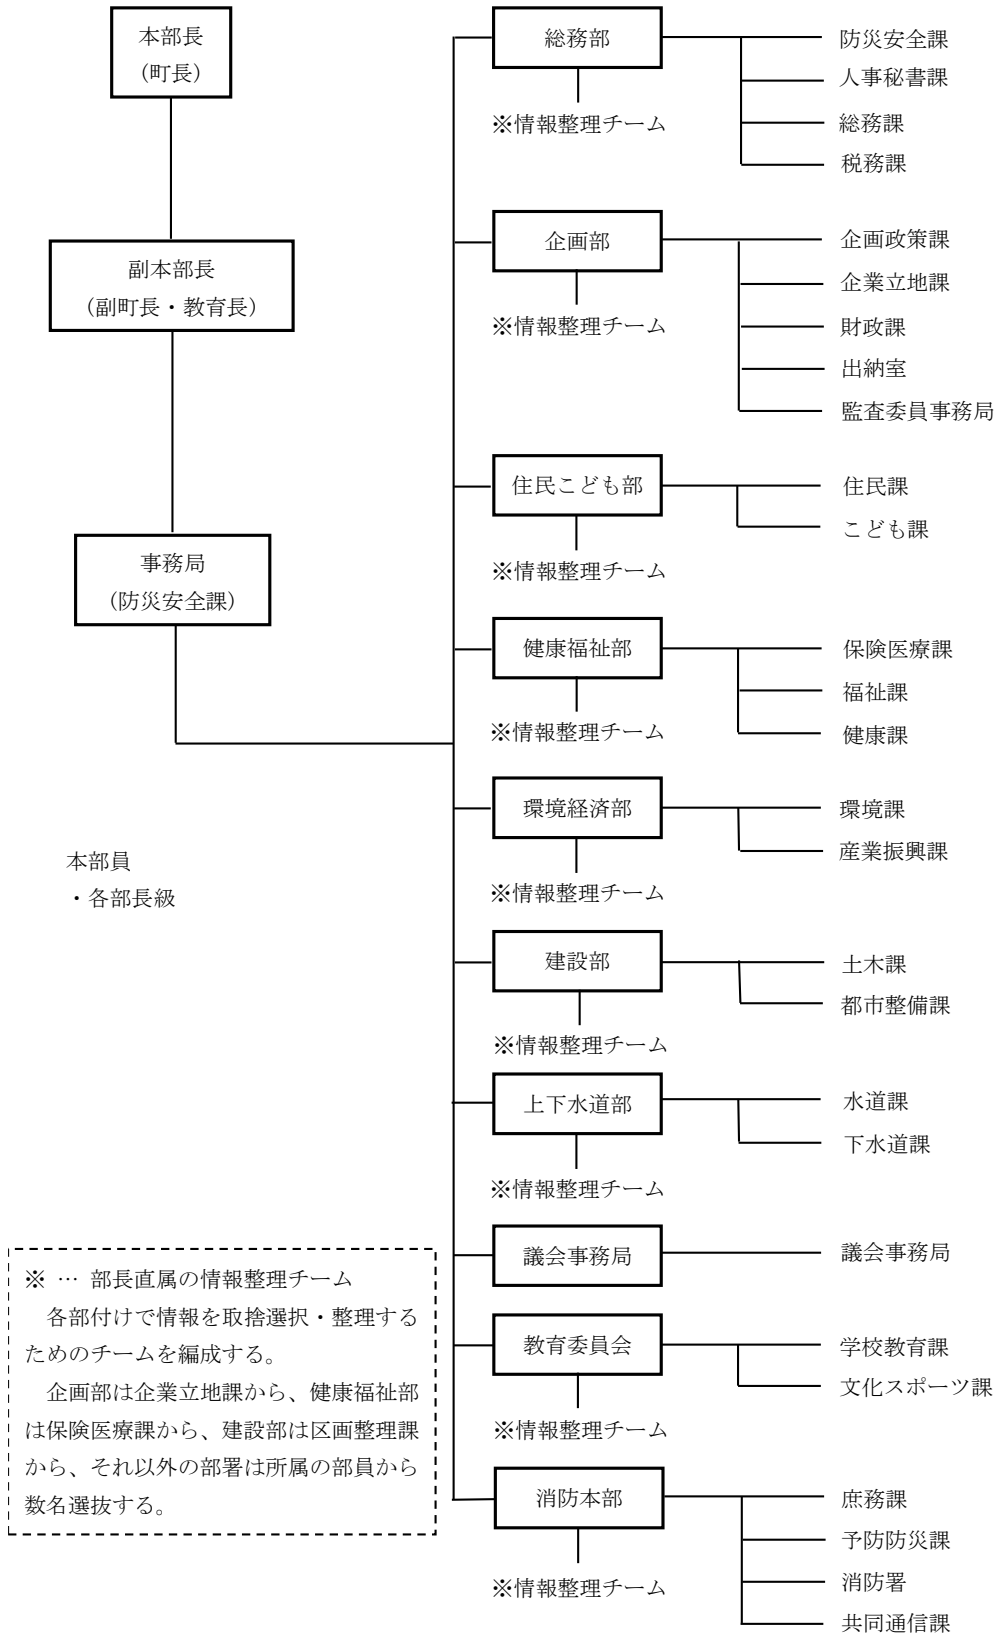 本部長
(町長)
副本部長
(副町長・教育長)
事務局
(防災安全課)
本部員
・各部長級
※ … 部長直属の情報整理チーム
各部付けで情報を取捨選択・整理する
ためのチームを編成する。
企画部は企業立地課から、健康福祉部
は保険医療課から、建設部は区画整理課
から、それ以外の部署は所属の部員から
数名選抜する。
総務部
※情報整理チーム
防災安全課
人事秘書課
総務課
税務課
企画部
※情報整理チーム
企画政策課
企業立地課
財政課
出納室
監査委員事務局
住民こども部
※情報整理チーム
住民課
こども課
健康福祉部
※情報整理チーム
保険医療課
福祉課
健康課
環境経済部
※情報整理チーム
環境課
産業振興課
建設部
※情報整理チーム
土木課
都市整備課
上下水道部
※情報整理チーム
水道課
下水道課
議会事務局
議会事務局
教育委員会
※情報整理チーム
学校教育課
文化スポーツ課
消防本部
※情報整理チーム
庶務課
予防防災課
消防署
共同通信課